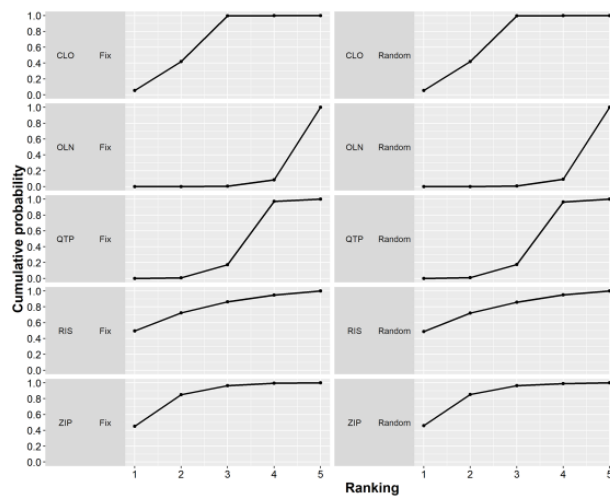 1.0
0.8
0.6
0.4
0.2
0.0
CLO Fix
CLO Random
1.0
0.8
0.6
0.4
0.2
0.0
OLN Fix
OLN Random
1.0
0.8
0.6
0.4
0.2
0.0
QTP Fix
QTP Random
1.0
0.8
0.6
0.4
0.2
0.0
RIS Fix
RIS Random
1.0
0.8
0.6
0.4
0.2
0.0
ZIP Fix
ZIP Random
Cumulative probability
1 2 3 4 5 1 2 3 4 5
Ranking